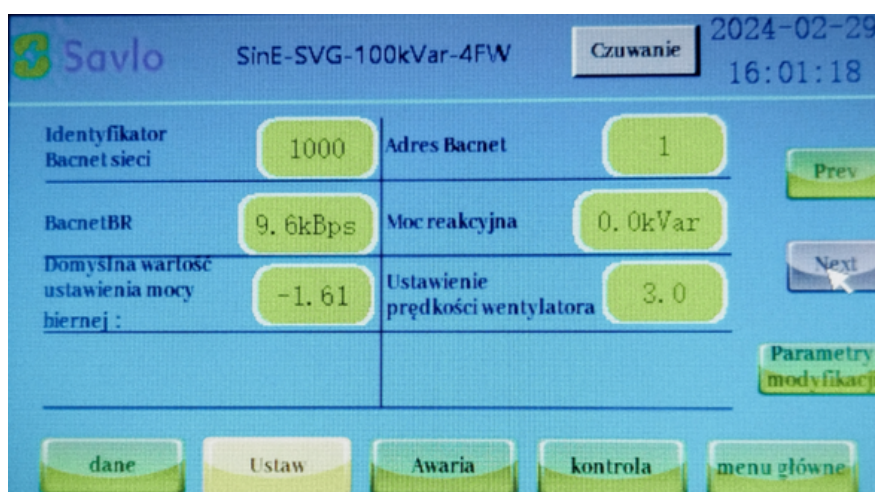 Savlo
SinE-SVG-100kVar-4FW
Czuwanie
2024-02-29
16:01:18
Identyfikator
Bacnet sieci
1000
Adres Bacnet
1
Prev
BacnetBR
9.6kBps
Moc reakcyjna
0.0kVar
Next
Domyślna wartość
ustawienia mocy
biernej :
-1.61
Ustawienie
prędkości wentylatora
3.0
Parametry
modyfikacji
dane
Ustaw
Awaria
kontrola
menu główne